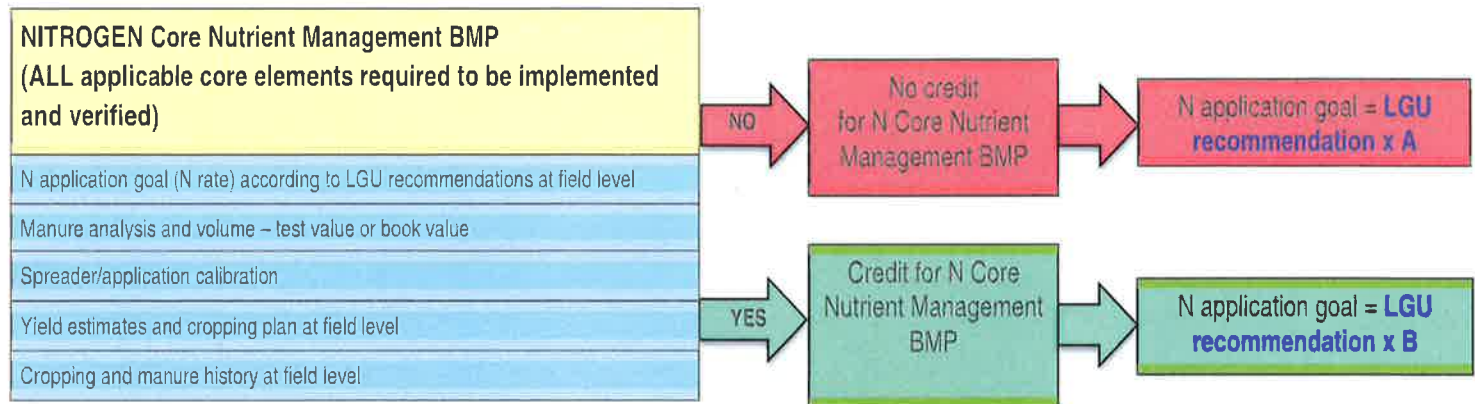 NITROGEN Core Nutrient Management BMP
(ALL applicable core elements required to be implemented
and verified)
N application goal (N rate) according to LGU recommendations at field level
Manure analysis and volume – test value or book value
Spreader/application calibration
Yield estimates and cropping plan at field level
Cropping and manure history at field level
NO
No credit
for N Core Nutrient
Management BMP
N application goal = LGU
recommendation x A
YES
Credit for N Core
Nutrient Management
BMP
N application goal = LGU
recommendation x B